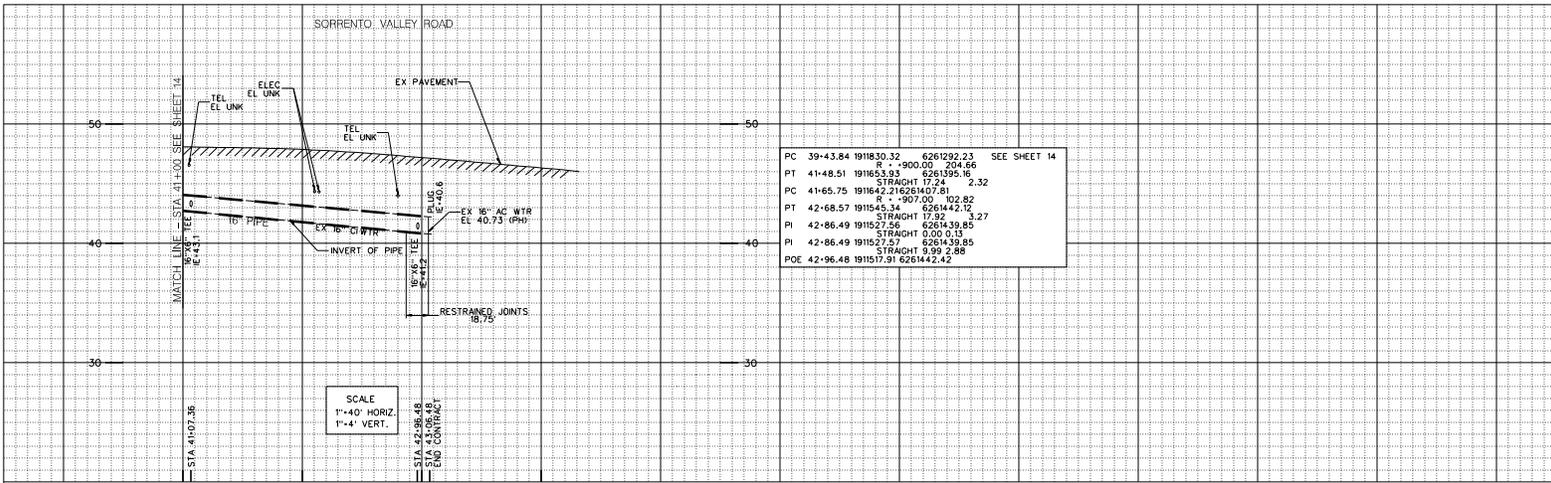 SORRENTO VALLEY ROAD
MATCH LINE - STA 41+00 SEE SHEET 14
TEL
EL UNK
ELEC
EL UNK
EX PAVEMENT
TEL
EL UNK
50
50
40
40
30
30
16"X6" TEE
IE=43.1
16" PIPE
EX 16" CI WTR
INVERT OF PIPE
16"X6" TEE
IE=41.2
PLUG
IE=40.6
EX 16" AC WTR
EL 40.73 (PH)
RESTRAINED JOINTS
18.75'
PC 39+43.84 1911830.32 6261292.23 SEE SHEET 14
R = +900.00 204.66
PT 41+48.51 1911653.93 6261395.16
STRAIGHT 17.24 2.32
PC 41+65.75 1911642.21 6261407.81
R = +907.00 102.82
PT 42+68.57 1911545.34 6261442.12
STRAIGHT 17.92 3.27
PI 42+86.49 1911527.56 6261439.85
STRAIGHT 0.00 0.13
PI 42+86.49 1911527.57 6261439.85
STRAIGHT 9.99 2.88
POE 42+96.48 1911517.91 6261442.42
SCALE
1"=40' HORIZ.
1"=4' VERT.
STA 41+07.36
STA 42+96.48
STA 43+06.48
END CONTRACT